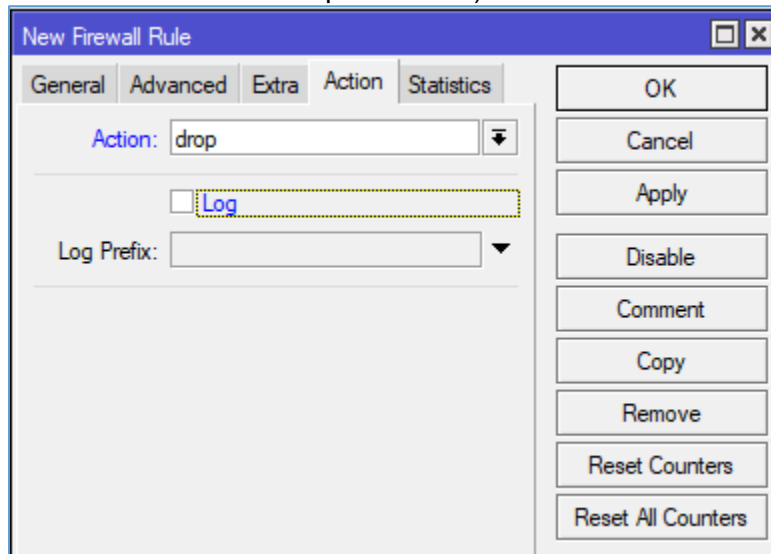 New Firewall Rule
General Advanced Extra Action Statistics
Action: drop
Log
Log Prefix:
OK
Cancel
Apply
Disable
Comment
Copy
Remove
Reset Counters
Reset All Counters